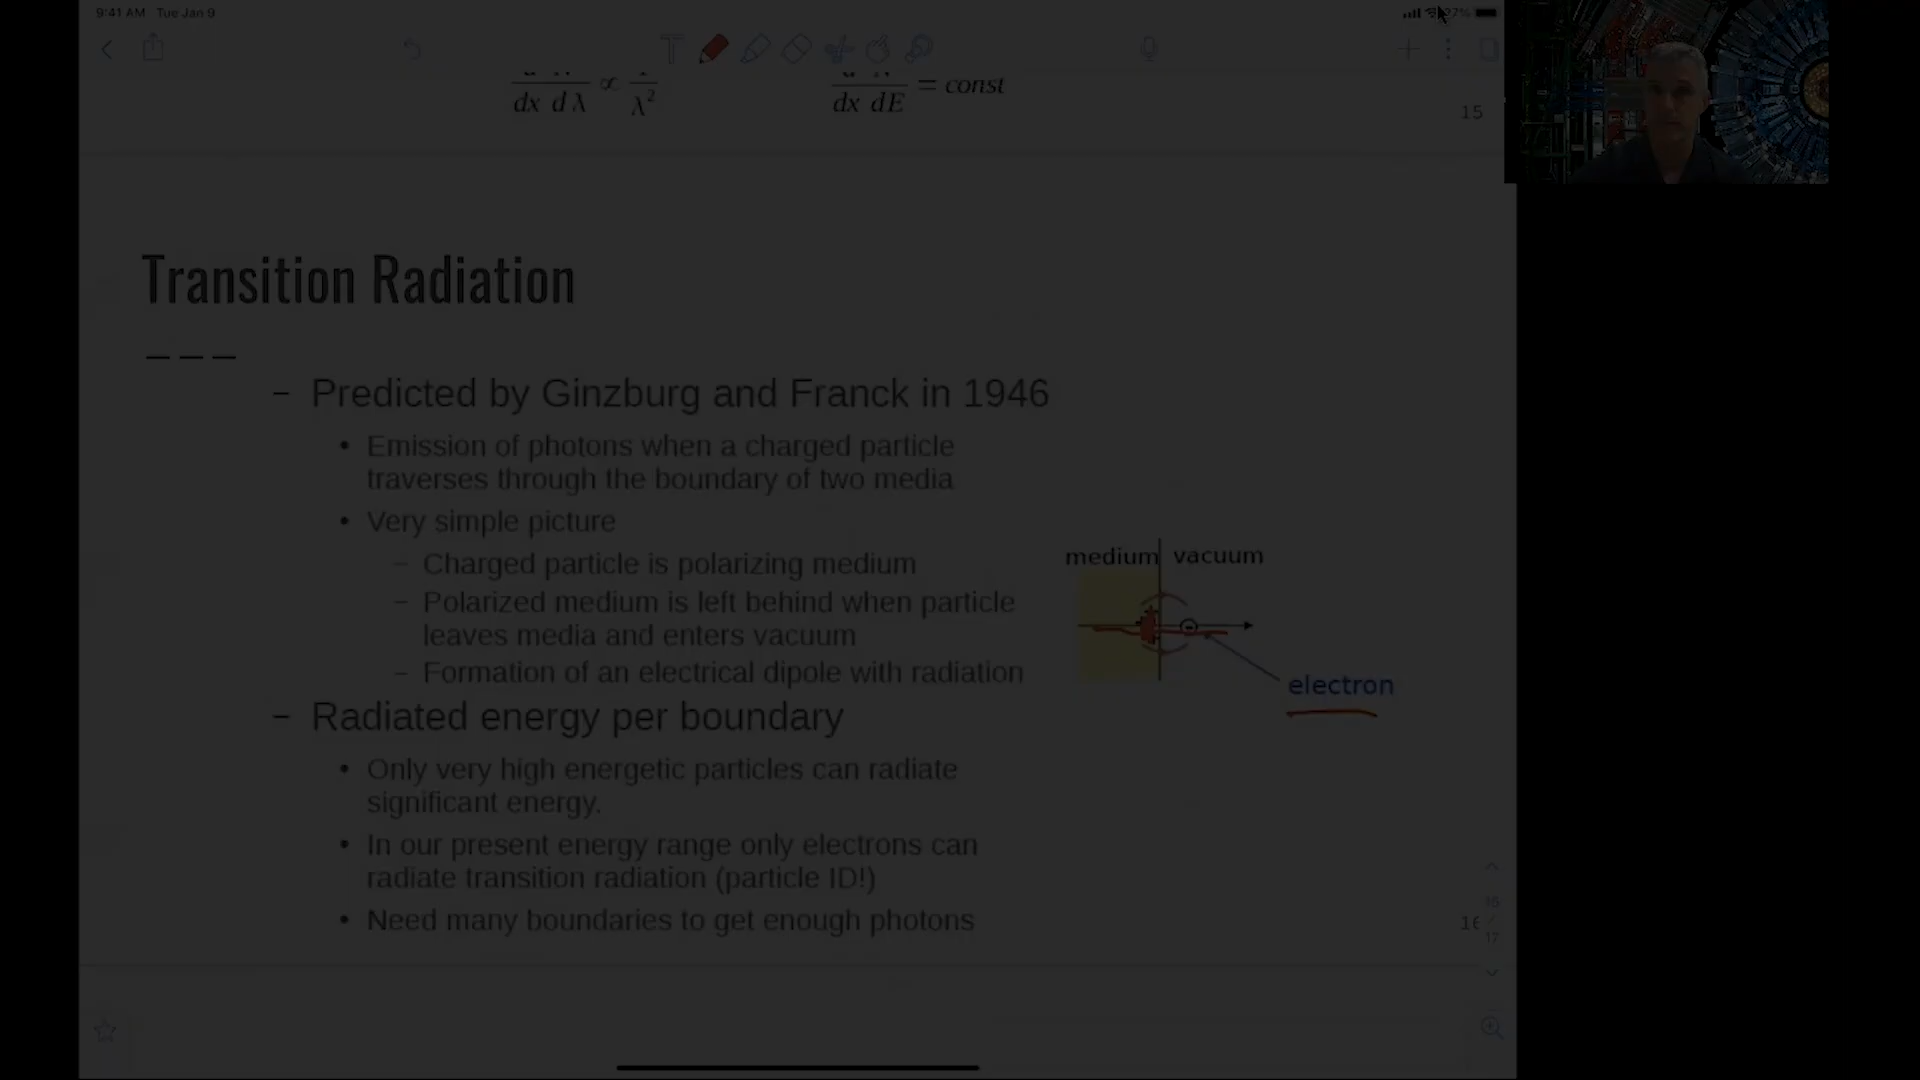 9:41 AM Tue Jan 9
27%
dx dλ ∝ λ²
dx dE = const
15
Transition Radiation
– Predicted by Ginzburg and Franck in 1946
• Emission of photons when a charged particle
traverses through the boundary of two media
• Very simple picture
– Charged particle is polarizing medium
– Polarized medium is left behind when particle
leaves media and enters vacuum
– Formation of an electrical dipole with radiation
medium vacuum
electron
– Radiated energy per boundary
• Only very high energetic particles can radiate
significant energy.
• In our present energy range only electrons can
radiate transition radiation (particle ID!)
• Need many boundaries to get enough photons
16
/
17